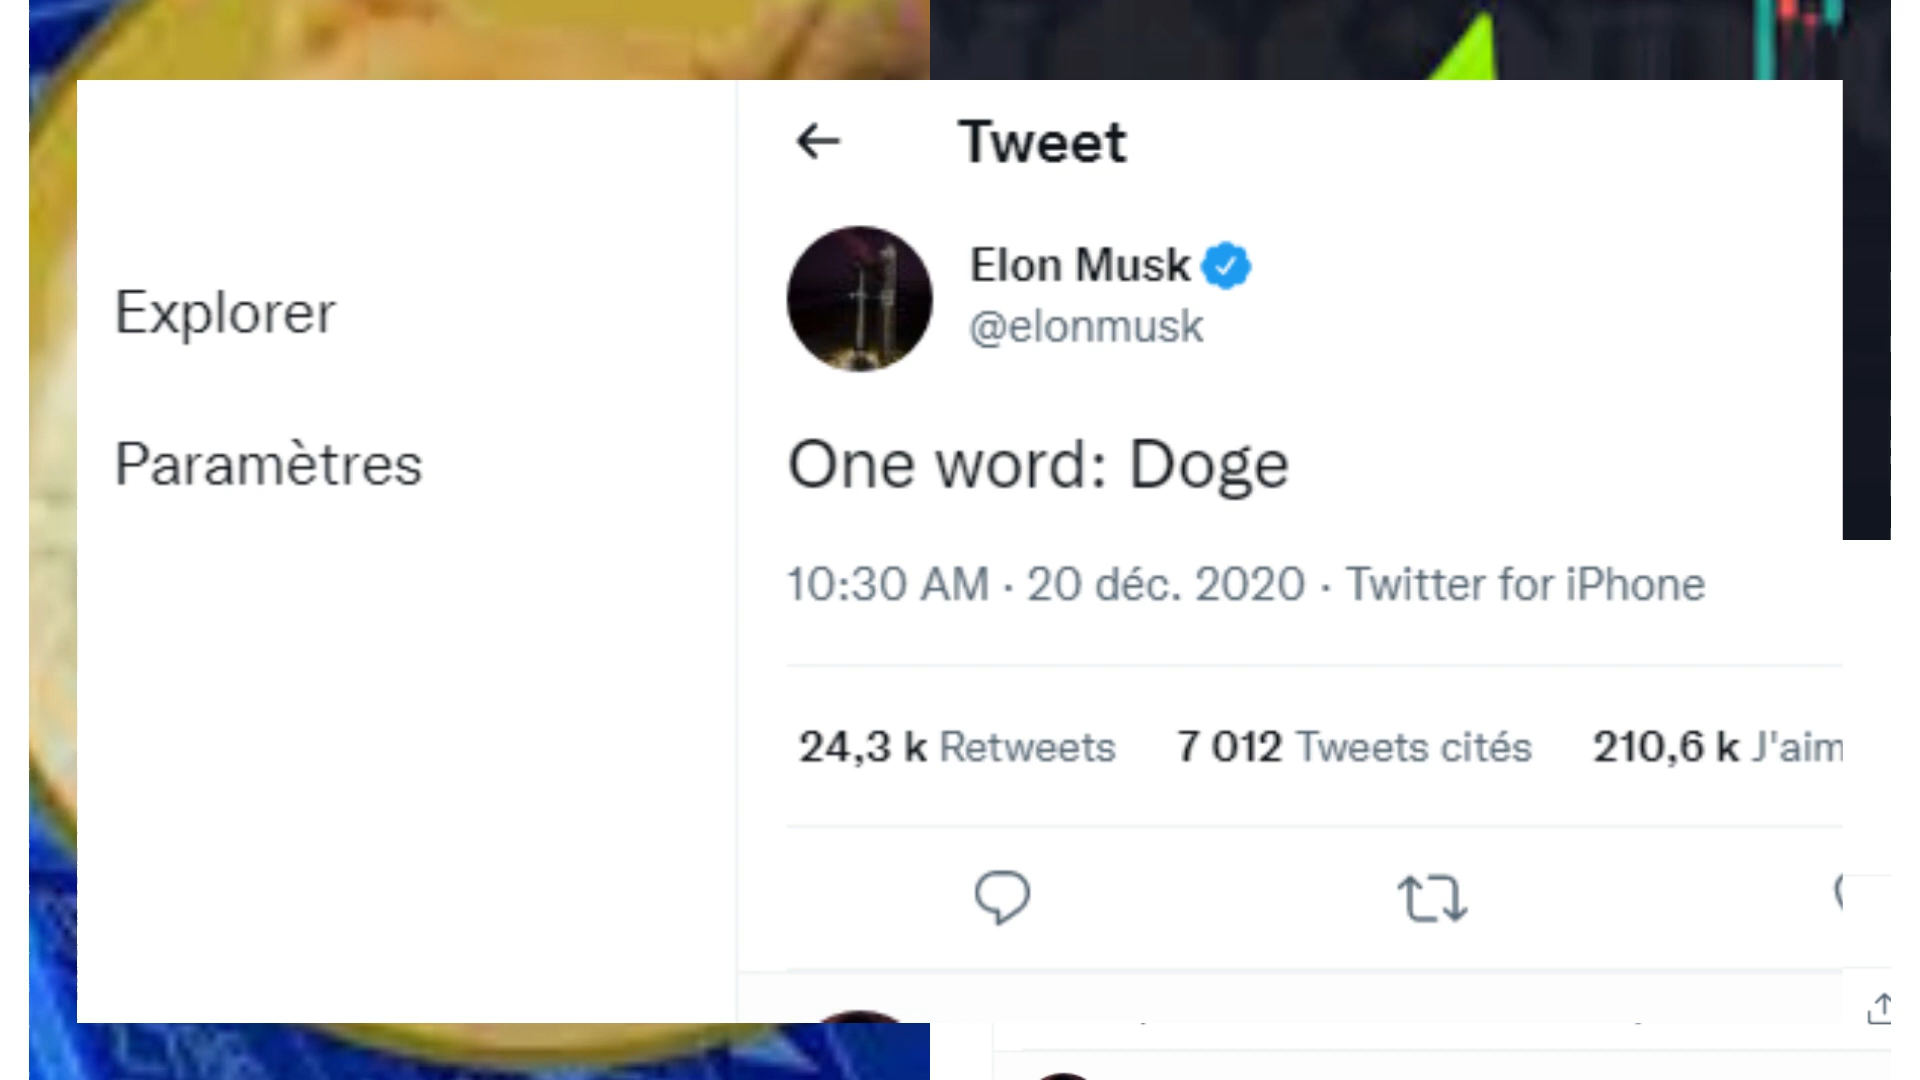 Tweet
Explorer
Paramètres
Elon Musk
@elonmusk
One word: Doge
10:30 AM · 20 déc. 2020 · Twitter for iPhone
24,3 k Retweets 7 012 Tweets cités 210,6 k J'aim